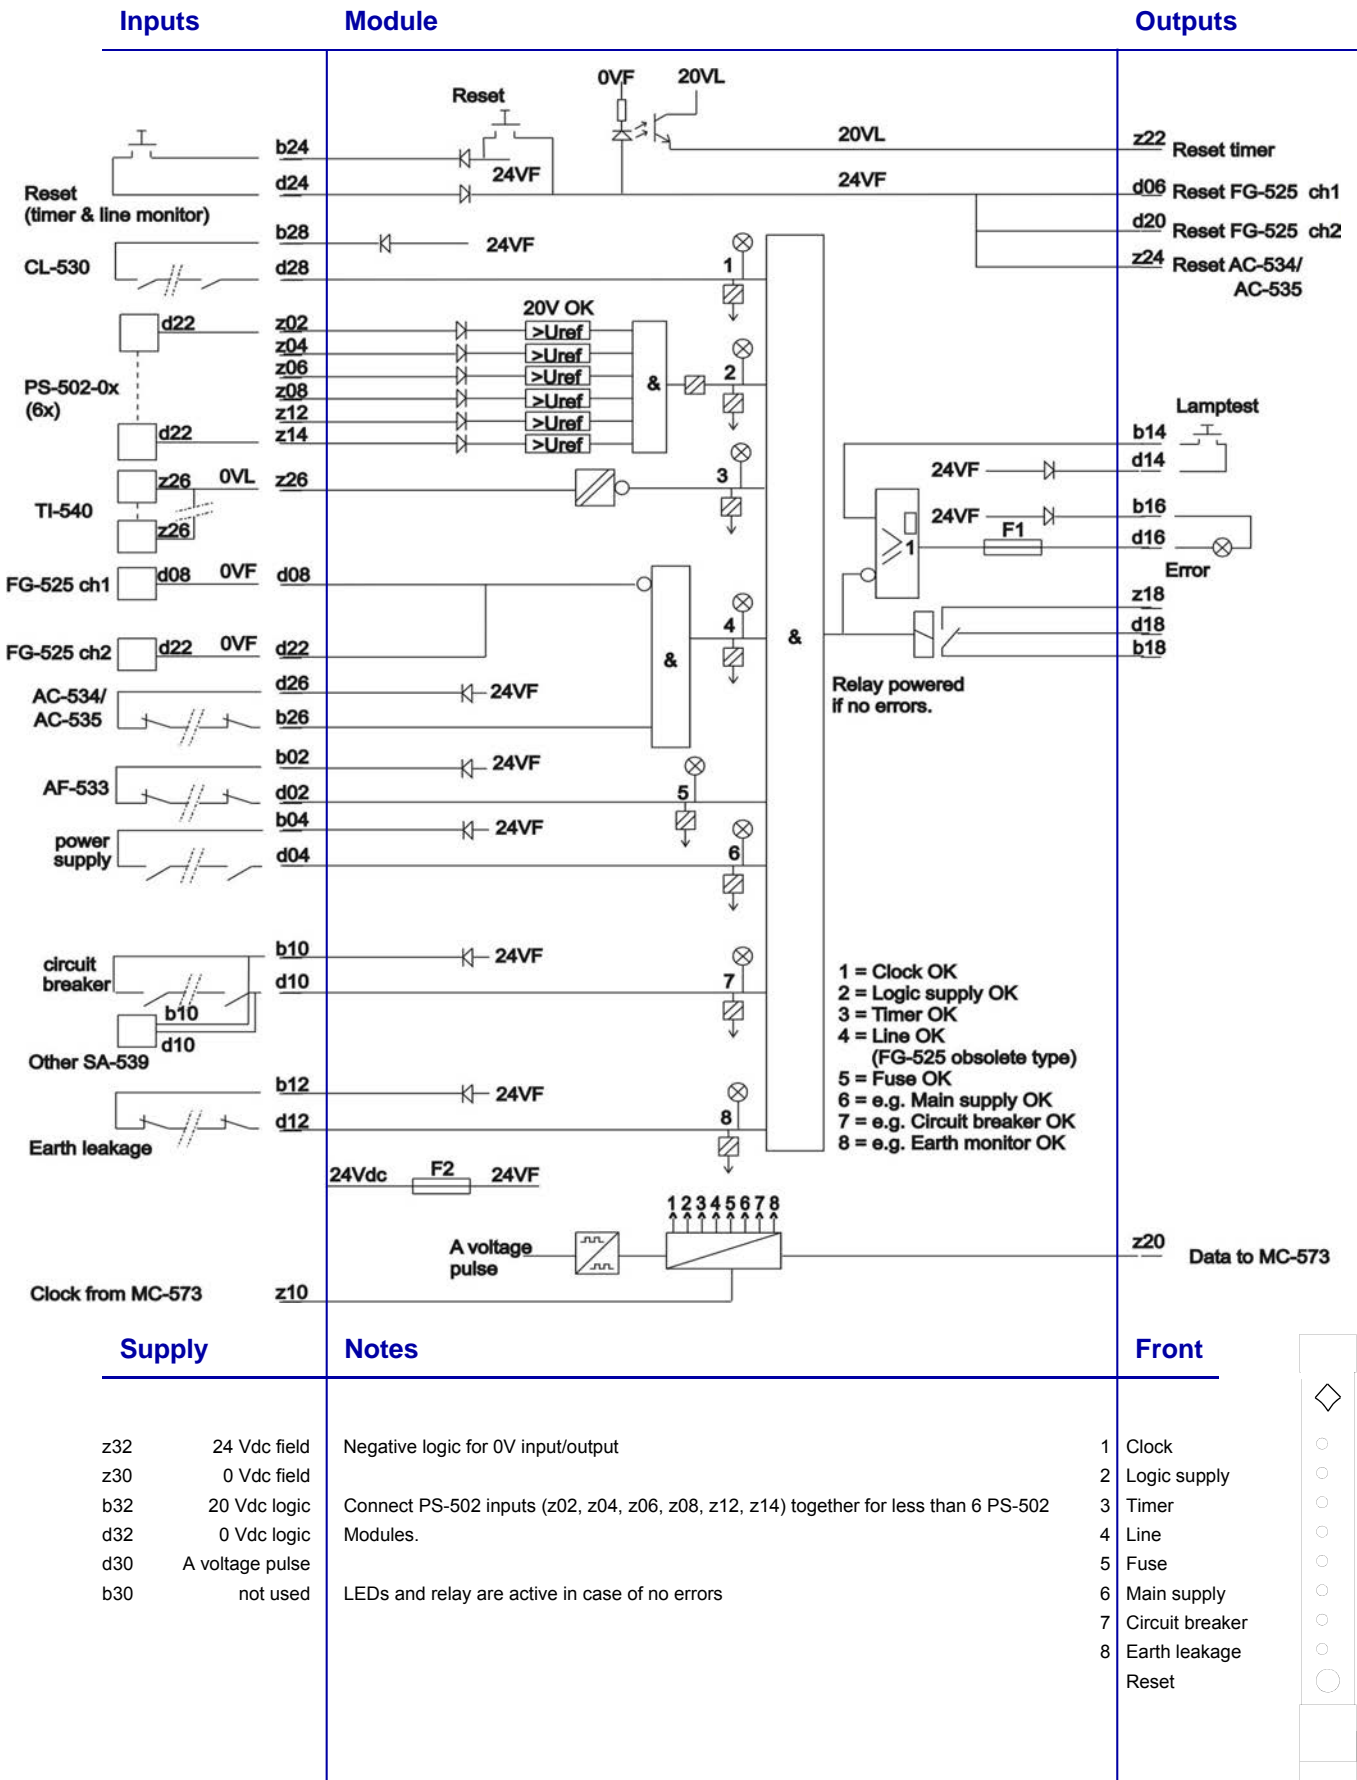 Inputs Module Outputs
0VF 20VL
Reset
b24 20VL z22 Reset timer
24VF
d24 24VF d06 Reset FG-525 ch1
Reset
(timer & line monitor)
d20 Reset FG-525 ch2
b28 24VF
z24 Reset AC-534/
AC-535
CL-530 d28 1
20V OK
d22 z02 >Uref
z04 >Uref
z06 >Uref
PS-502-0x
(6x)
z08 >Uref
& 2
z12 >Uref
d22 z14 >Uref
Lamptest
b14
24VF d14
z26 0VL z26 3
TI-540
z26
24VF b16
1 F1 d16
Error
FG-525 ch1 d08 0VF d08
z18
4 d18
&
FG-525 ch2 d22 0VF d22
b18
&
AC-534/
AC-535
d26 24VF
b26
Relay powered
if no errors.
b02 24VF
AF-533 d02 5
b04 24VF
power
supply
d04 6
b10 24VF
circuit
breaker
d10 7
b10
d10
Other SA-539
1 = Clock OK
2 = Logic supply OK
3 = Timer OK
4 = Line OK
(FG-525 obsolete type)
5 = Fuse OK
6 = e.g. Main supply OK
7 = e.g. Circuit breaker OK
8 = e.g. Earth monitor OK
b12 24VF
d12 8
Earth leakage
24Vdc F2 24VF
1 2 3 4 5 6 7 8
A voltage
pulse
z20 Data to MC-573
Clock from MC-573 z10
Supply Notes Front
z32 24 Vdc field Negative logic for 0V input/output 1 Clock
z30 0 Vdc field 2 Logic supply
b32 20 Vdc logic Connect PS-502 inputs (z02, z04, z06, z08, z12, z14) together for less than 6 PS-502 3 Timer
d32 0 Vdc logic Modules. 4 Line
d30 A voltage pulse 5 Fuse
b30 not used LEDs and relay are active in case of no errors 6 Main supply
7 Circuit breaker
8 Earth leakage
Reset